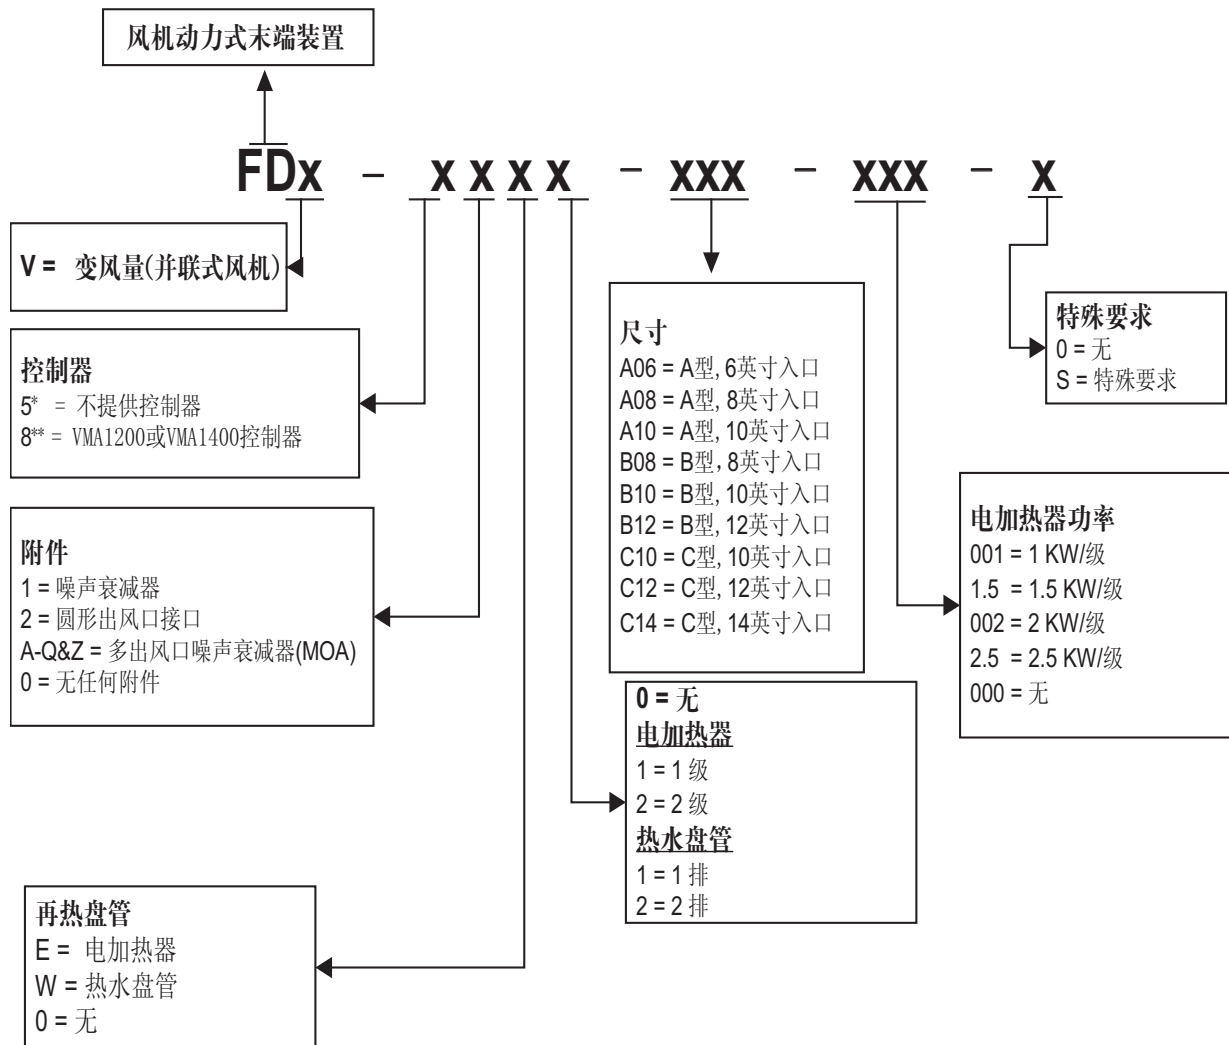 风机动力式末端装置
FDx – x x x x – xxx – xxx – x
V = 变风量(并联式风机)
控制器
5* = 不提供控制器
8** = VMA1200或VMA1400控制器
附件
1 = 噪声衰减器
2 = 圆形出风口接口
A-Q&Z = 多出风口噪声衰减器(MOA)
0 = 无任何附件
再热盘管
E = 电加热器
W = 热水盘管
0 = 无
0 = 无
电加热器
1 = 1 级
2 = 2 级
热水盘管
1 = 1 排
2 = 2 排
尺寸
A06 = A型, 6英寸入口
A08 = A型, 8英寸入口
A10 = A型, 10英寸入口
B08 = B型, 8英寸入口
B10 = B型, 10英寸入口
B12 = B型, 12英寸入口
C10 = C型, 10英寸入口
C12 = C型, 12英寸入口
C14 = C型, 14英寸入口
电加热器功率
001 = 1 KW/级
1.5 = 1.5 KW/级
002 = 2 KW/级
2.5 = 2.5 KW/级
000 = 无
特殊要求
0 = 无
S = 特殊要求